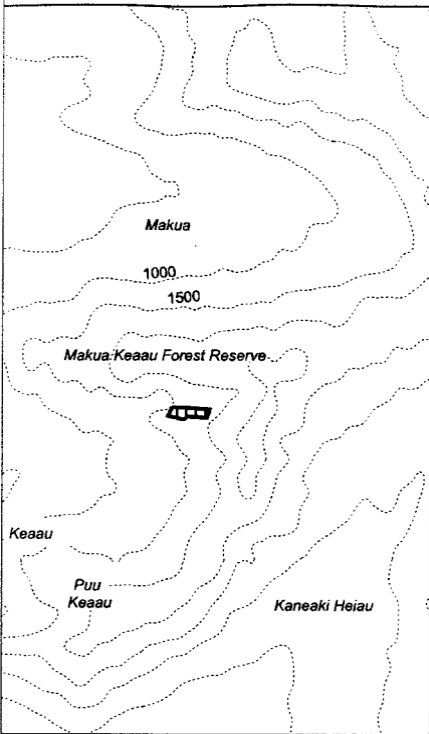 Makua
1000
1500
Makua Keaau Forest Reserve
Keaau
Puu
Keaau
Kaneaki Heiau